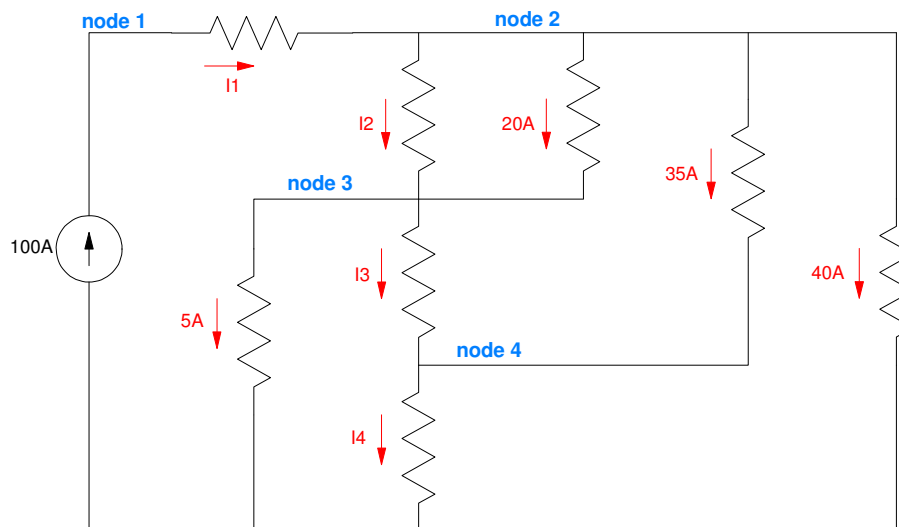 node 1
node 2
I1
I2
20A
node 3
35A
100A
I3
40A
5A
node 4
I4